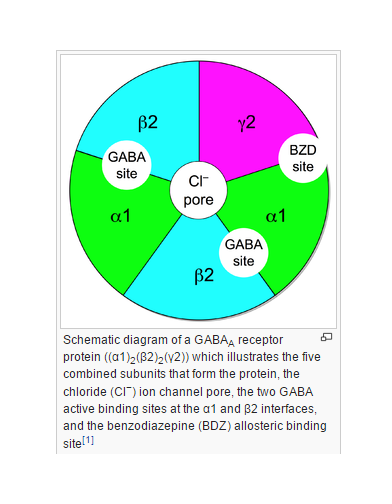 β2
γ2
GABA
site
BZD
site
Cl⁻
pore
α1
α1
GABA
site
β2
Schematic diagram of a GABA_A receptor
protein ((α1)₂(β2)₂(γ2)) which illustrates the five
combined subunits that form the protein, the
chloride (Cl⁻) ion channel pore, the two GABA
active binding sites at the α1 and β2 interfaces,
and the benzodiazepine (BDZ) allosteric binding
site[1]